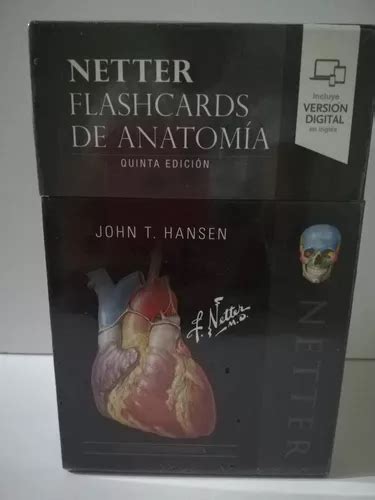 NETTER
FLASHCARDS
DE ANATOMÍA
QUINTA EDICIÓN
Incluye
VERSIÓN
DIGITAL
en inglés
JOHN T. HANSEN
F. Netter
M.D.
NETTER